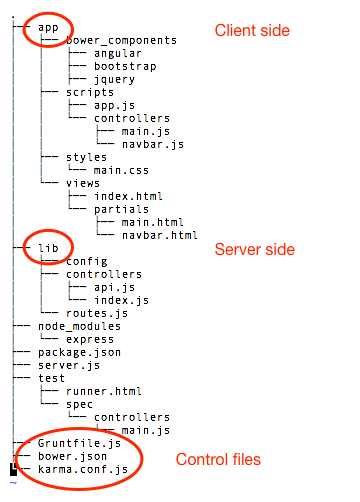 .
├── app Client side
│   ├── bower_components
│   │   ├── angular
│   │   ├── bootstrap
│   │   ├── jquery
│   ├── scripts
│   │   ├── app.js
│   │   └── controllers
│   │       ├── main.js
│   │       └── navbar.js
│   ├── styles
│   │   └── main.css
│   └── views
│       ├── index.html
│       └── partials
│           ├── main.html
│           └── navbar.html
├── lib Server side
│   ├── config
│   ├── controllers
│   │   ├── api.js
│   │   ├── index.js
│   └── routes.js
├── node_modules
│   └── express
├── package.json
├── server.js
├── test
│   ├── runner.html
│   └── spec
│       └── controllers
│           └── main.js
├── Gruntfile.js
├── bower.json Control files
└── karma.conf.js
~